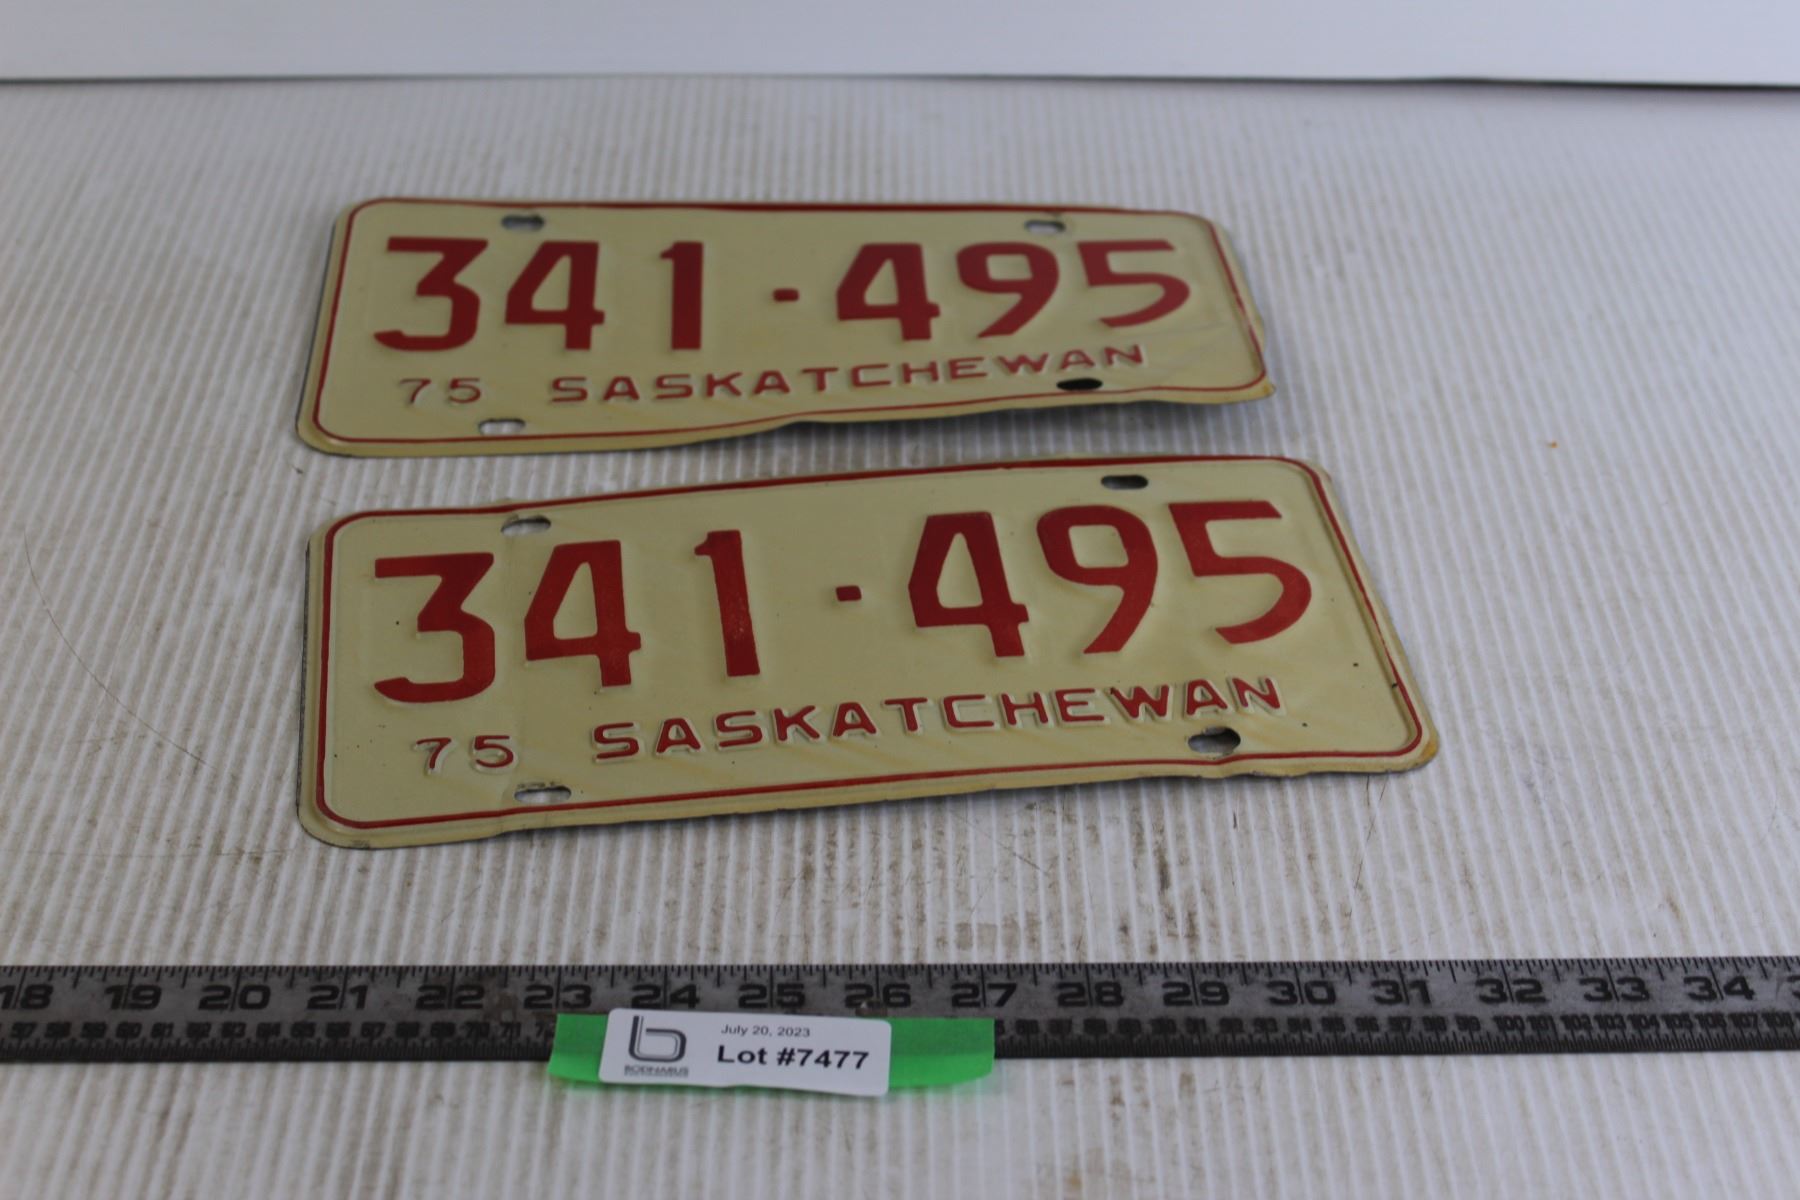 341-495
75 SASKATCHEWAN
341-495
75 SASKATCHEWAN
18 19 20 21 22 23 24 25 26 27 28 29 30 31 32 33 34
July 20, 2023
Lot #7477
BODNARUS